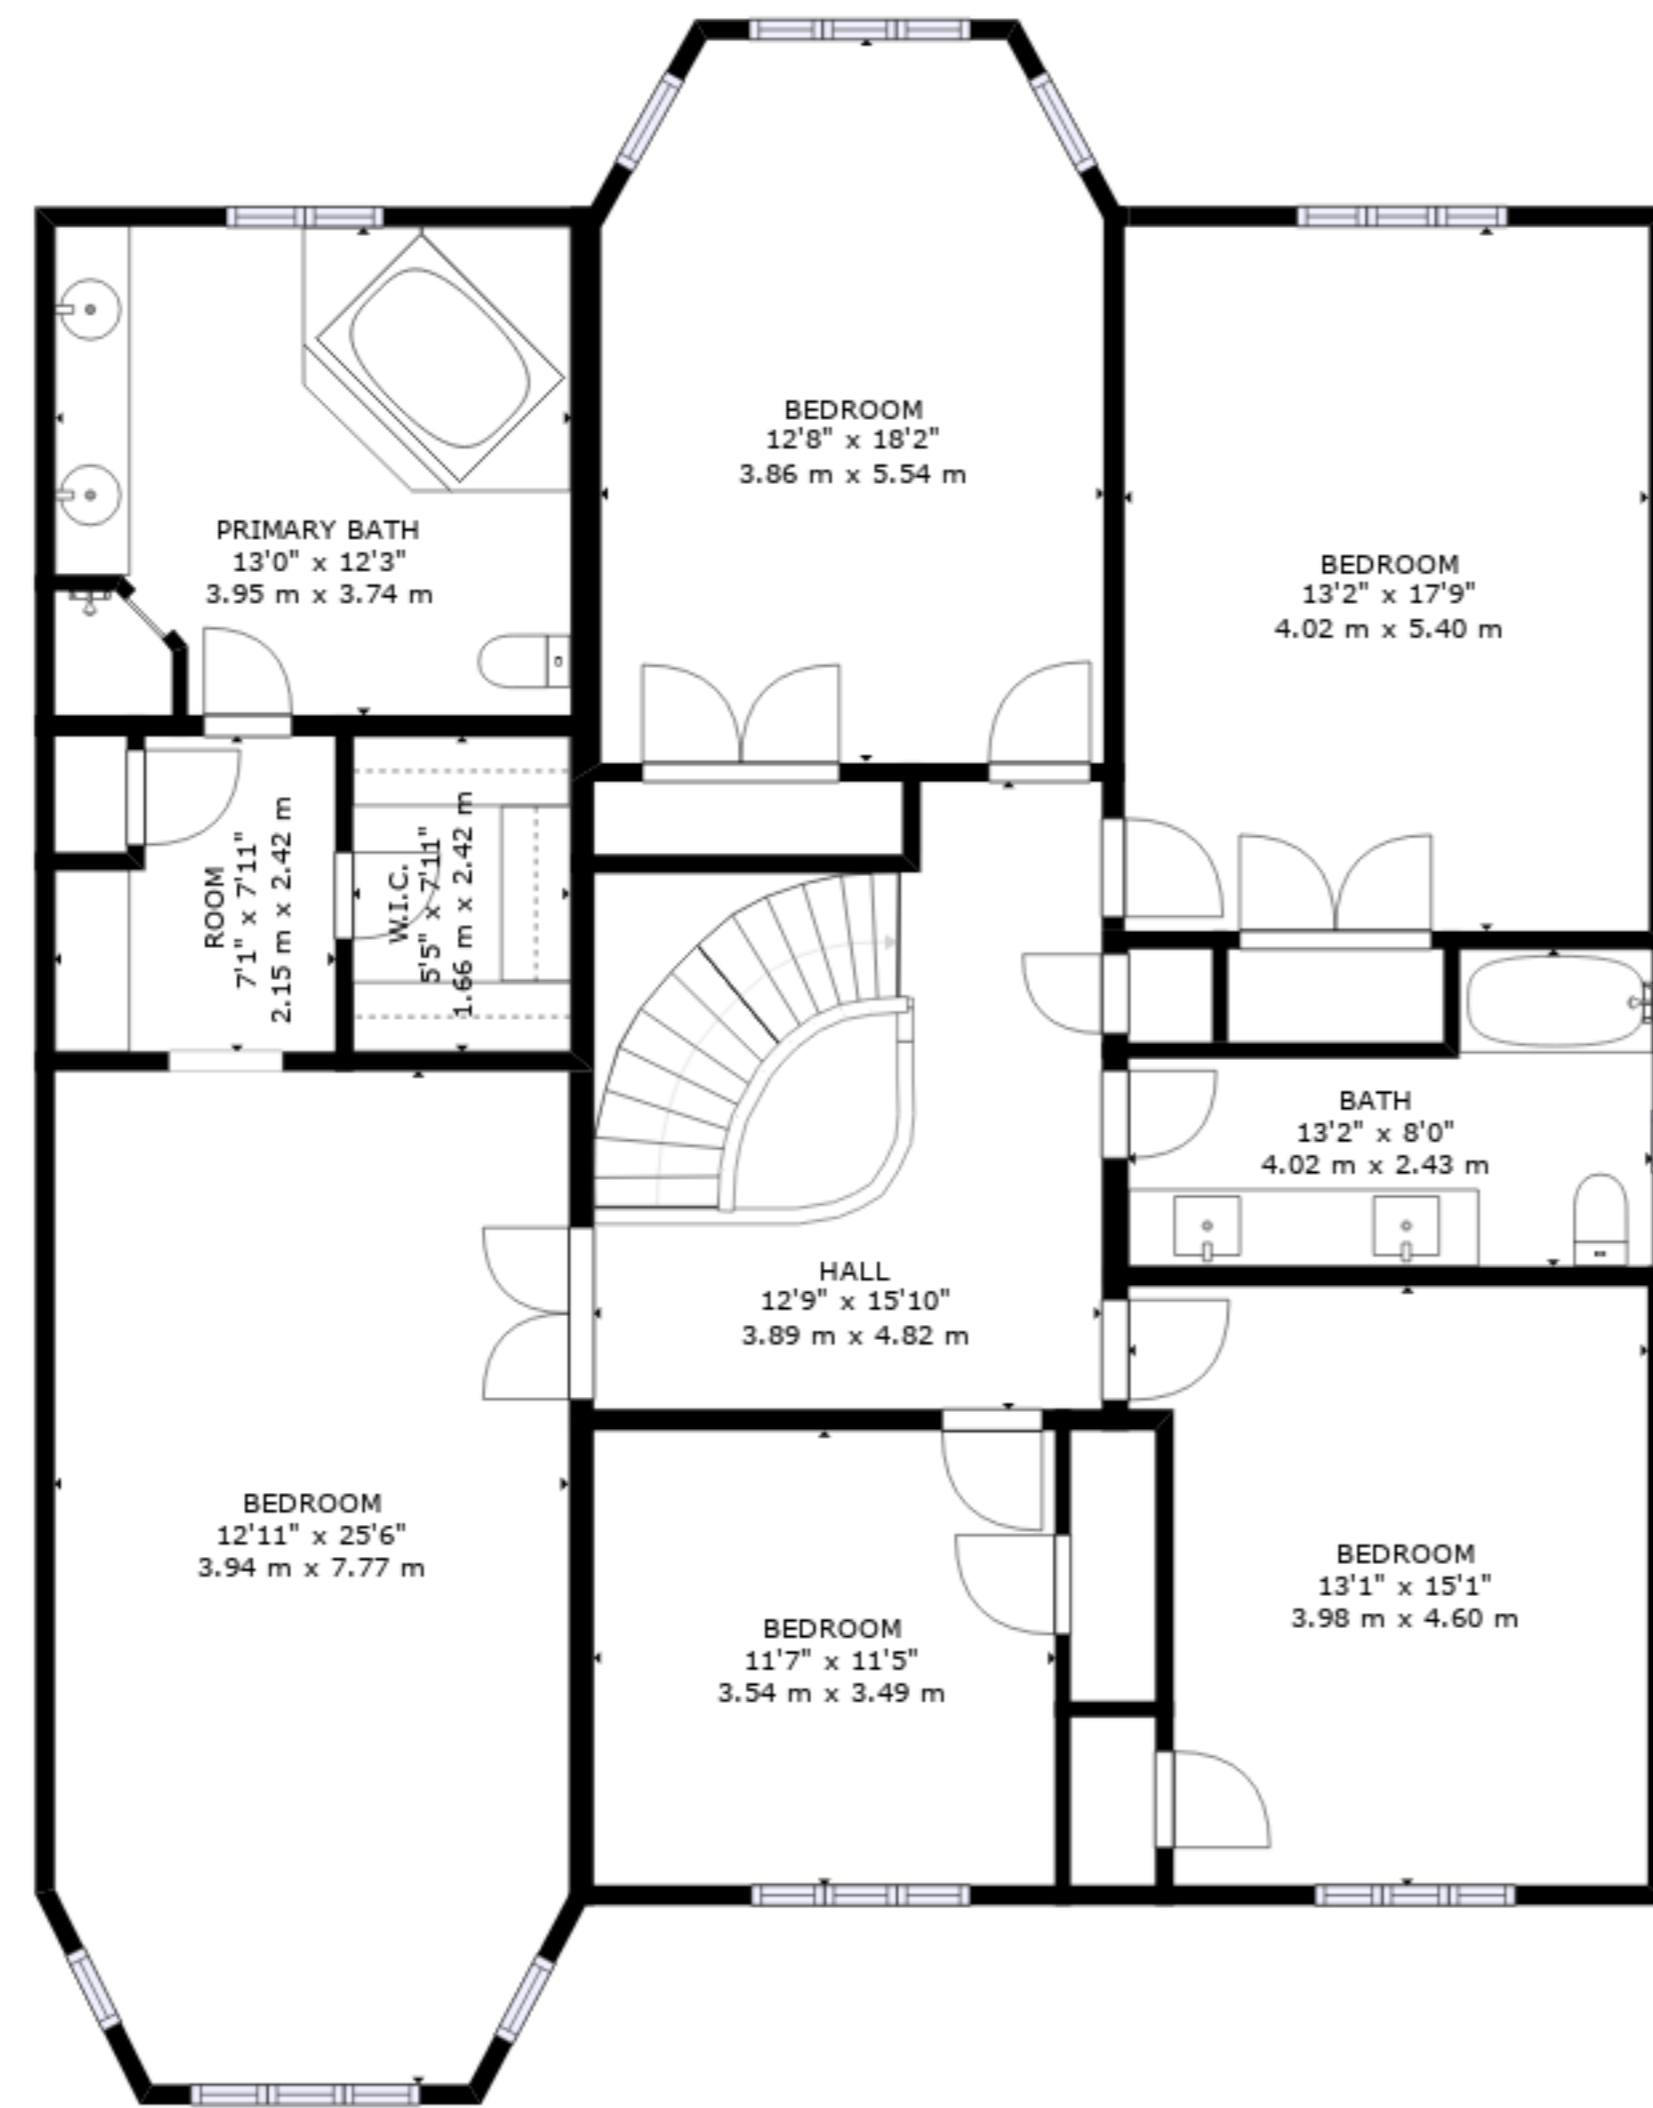 BEDROOM
12'8" x 18'2"
3.86 m x 5.54 m
PRIMARY BATH
13'0" x 12'3"
3.95 m x 3.74 m
BEDROOM
13'2" x 17'9"
4.02 m x 5.40 m
ROOM
7'1" x 7'11"
2.15 m x 2.42 m
W.I.C.
5'5" x 7'11"
1.66 m x 2.42 m
BATH
13'2" x 8'0"
4.02 m x 2.43 m
HALL
12'9" x 15'10"
3.89 m x 4.82 m
BEDROOM
12'11" x 25'6"
3.94 m x 7.77 m
BEDROOM
11'7" x 11'5"
3.54 m x 3.49 m
BEDROOM
13'1" x 15'1"
3.98 m x 4.60 m